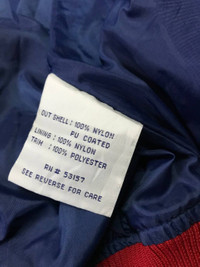 OUT SHELL: 100% NYLON
PU COATED
LINING: 100% NYLON
TRIM : 100% POLYESTER
RN # 53157
SEE REVERSE FOR CARE